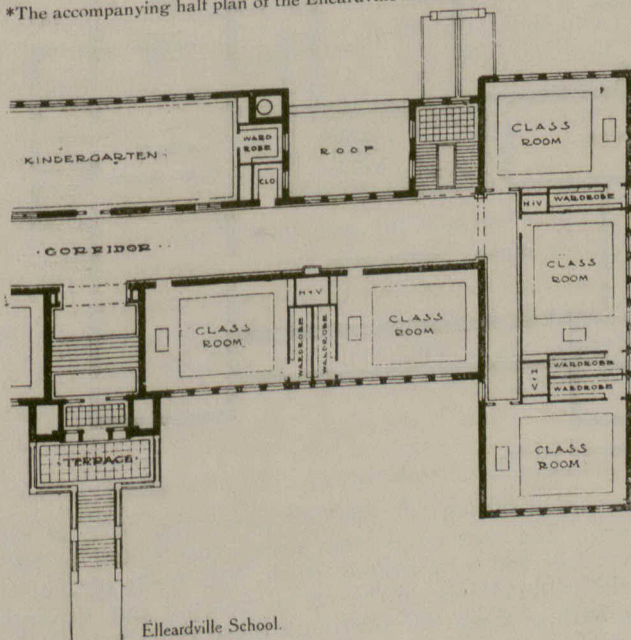 *The accompanying half plan of the Elleardville
KINDERGARTEN
WARD
ROBE
CLO
ROOF
CLASS
ROOM
H+V
WARDROBE
CORRIDOR
CLASS
ROOM
H+V
WARDROBE
WARDROBE
CLASS
ROOM
CLASS
ROOM
H+V
WARDROBE
WARDROBE
CLASS
ROOM
TERRACE
Elleardville School.